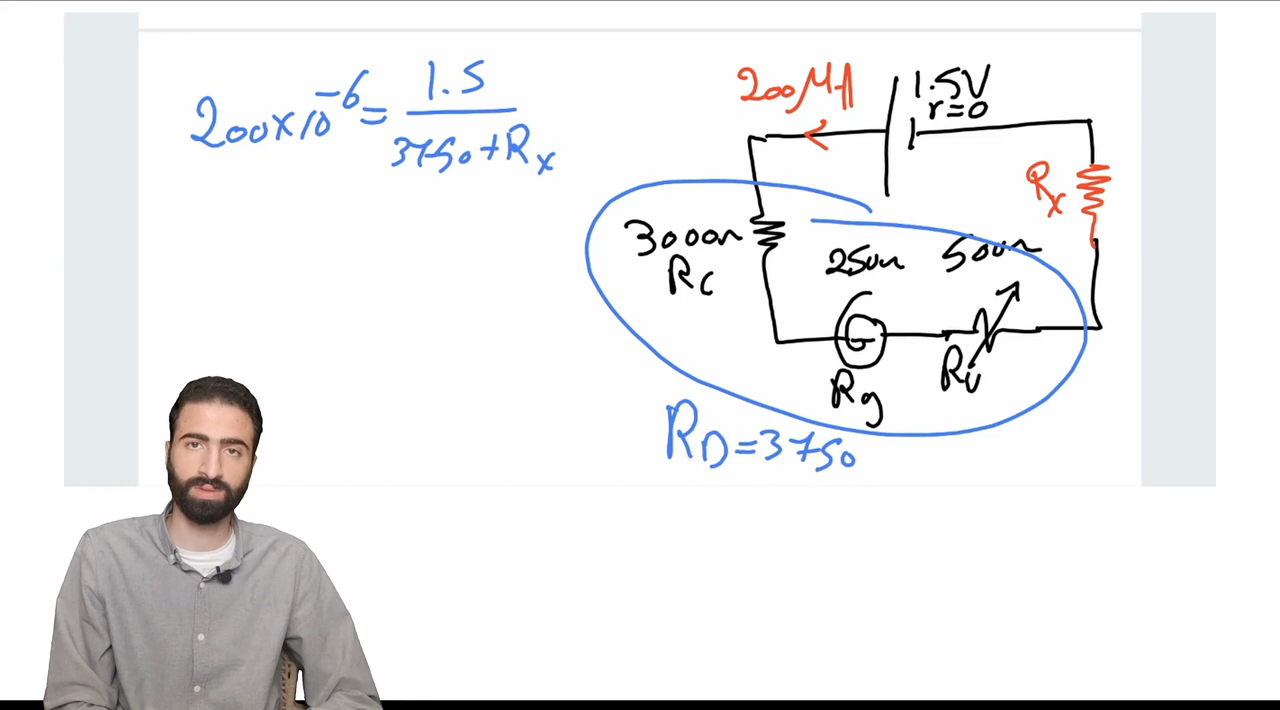 200×10⁻⁶ = 1.5 / 3750 + Rx
200μA
1.5V
r=0
Rx
3000Ω
Rc
250Ω
500Ω
G
Rg
Rv
RD = 3750